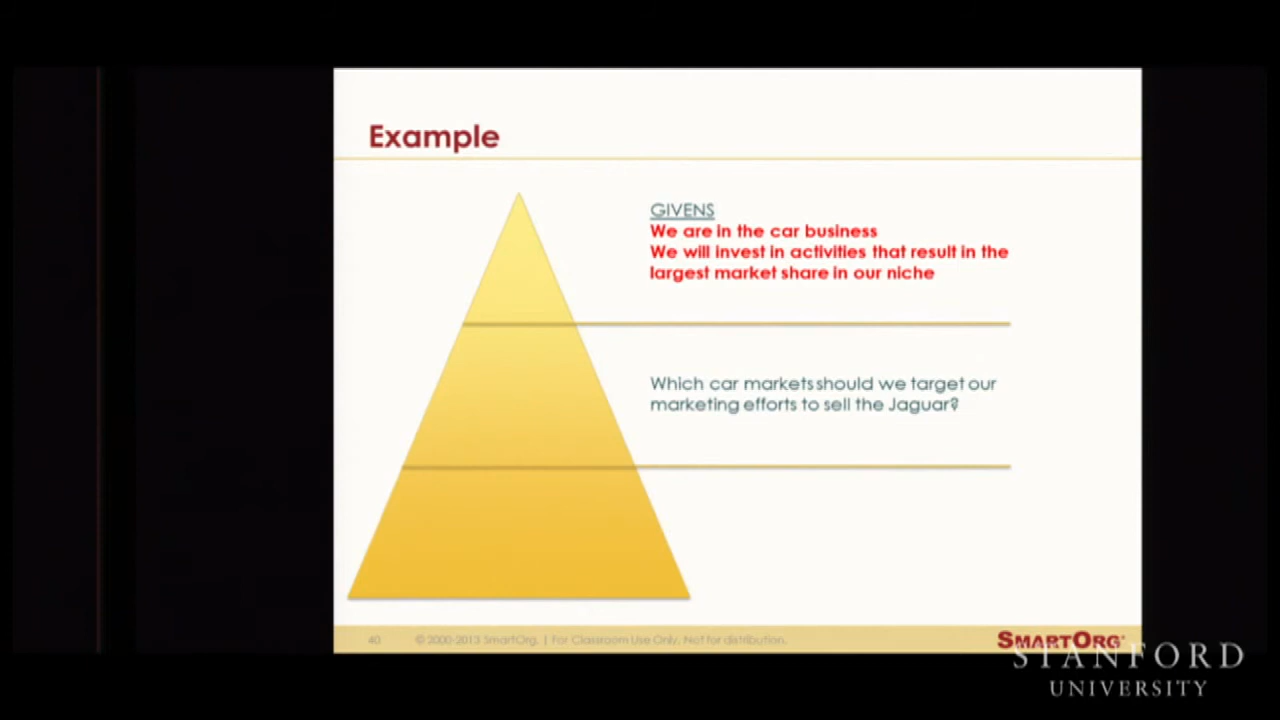 Example
GIVENS
We are in the car business
We will invest in activities that result in the
largest market share in our niche
Which car markets should we target our
marketing efforts to sell the Jaguar?
40 © 2000-2013 SmartOrg. | For Classroom Use Only. Not for distribution.
SMARTORG
STANFORD
UNIVERSITY